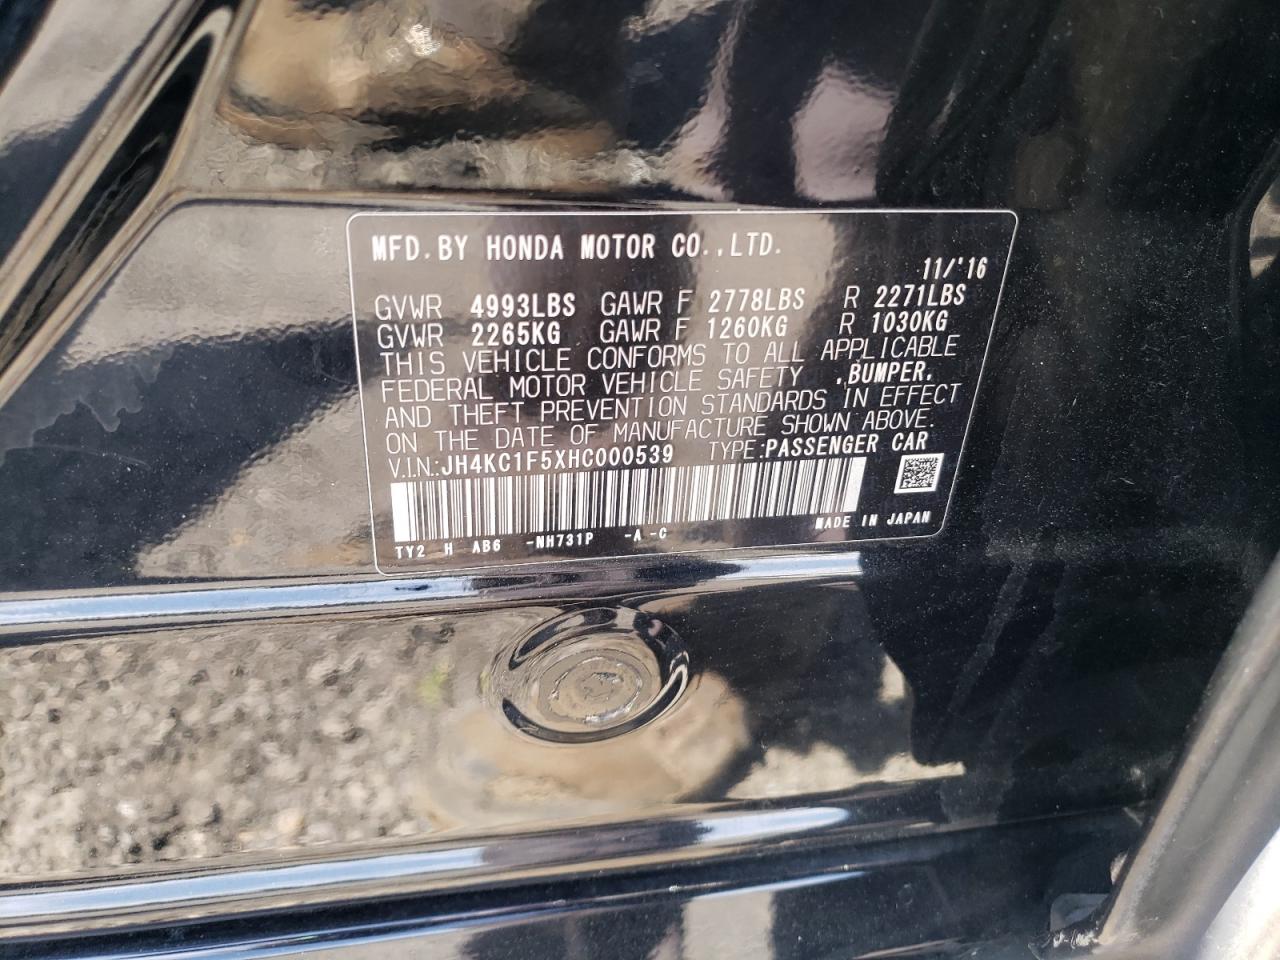 MFD.BY HONDA MOTOR CO.,LTD.
11/'16
GVWR 4993LBS GAWR F 2778LBS R 2271LBS
GVWR 2265KG GAWR F 1260KG R 1030KG
THIS VEHICLE CONFORMS TO ALL APPLICABLE
FEDERAL MOTOR VEHICLE SAFETY ,BUMPER,
AND THEFT PREVENTION STANDARDS IN EFFECT
ON THE DATE OF MANUFACTURE SHOWN ABOVE.
V.I.N.:JH4KC1F5XHC000539 TYPE:PASSENGER CAR
MADE IN JAPAN
TY2 H AB6 -NH731P -A -C